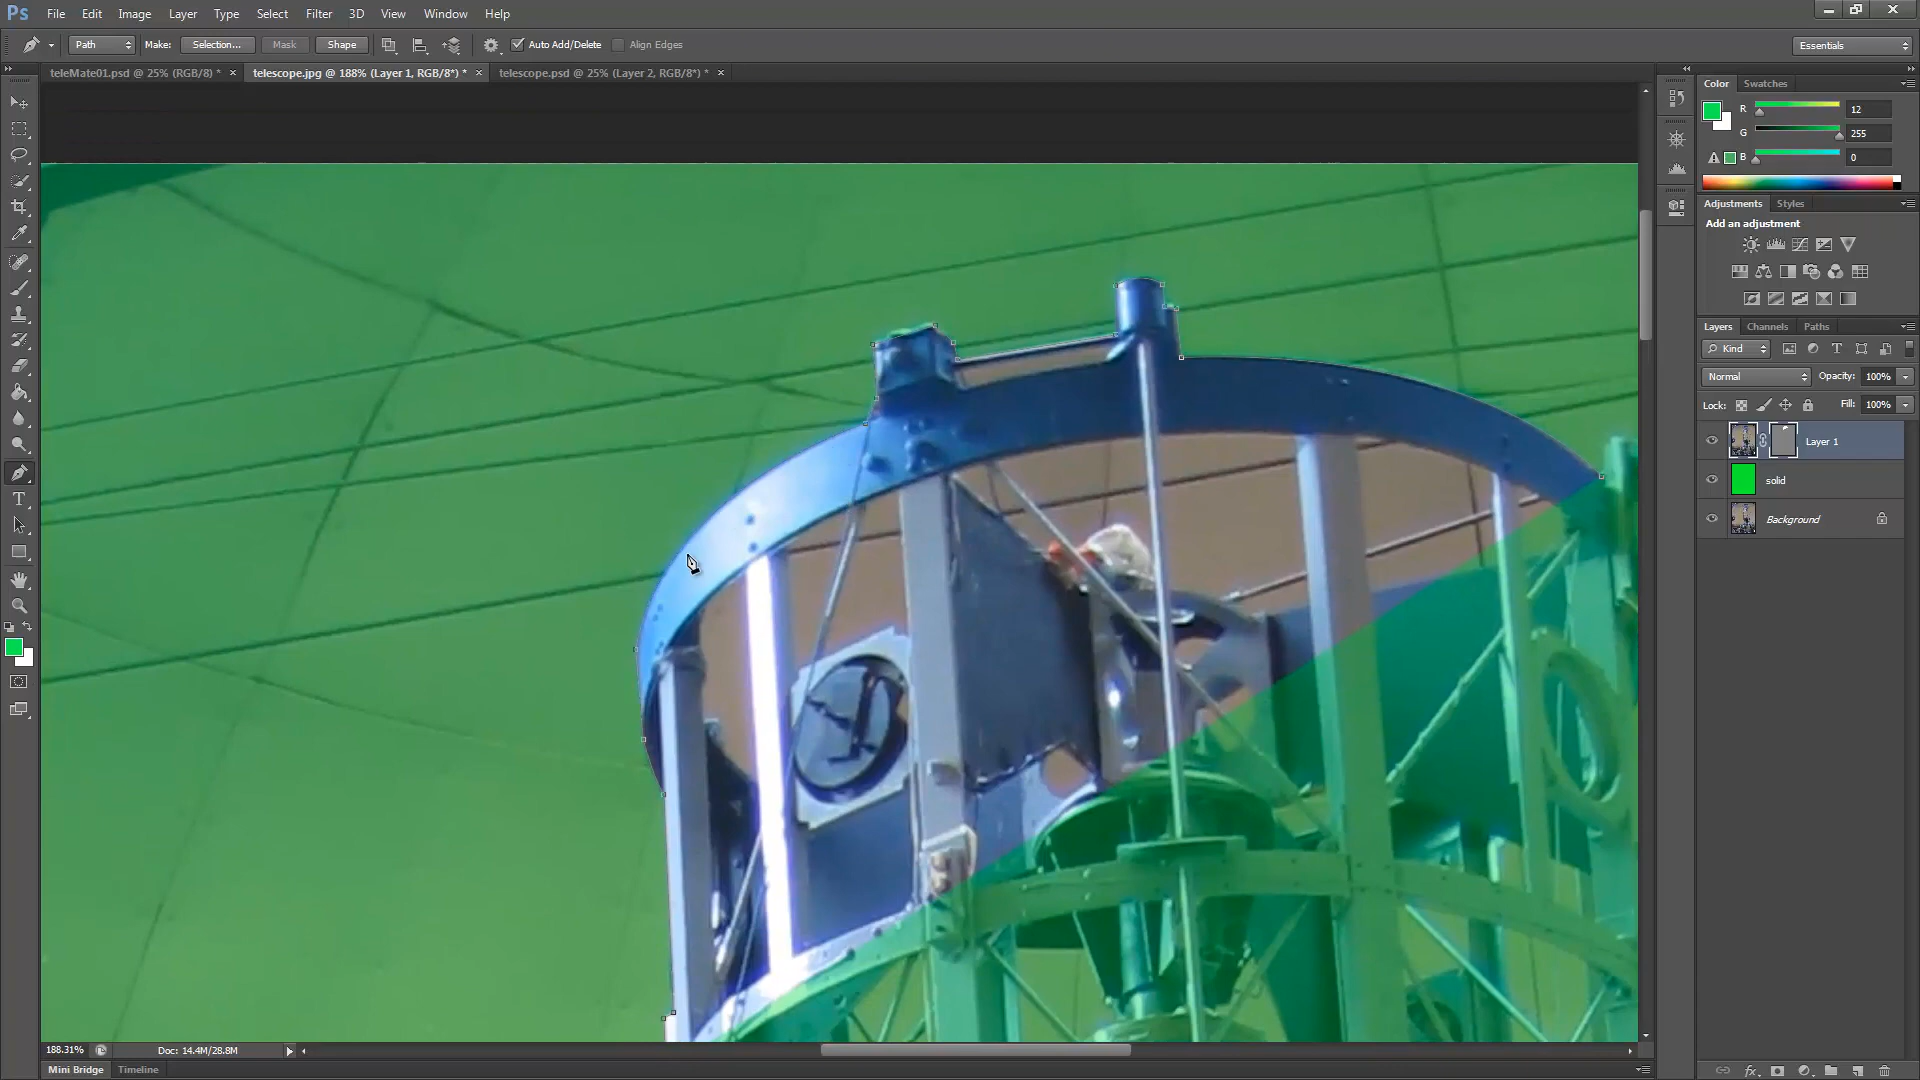 Ps File Edit Image Layer Type Select Filter 3D View Window Help
Path Make: Selection... Mask Shape Auto Add/Delete Align Edges Essentials
teleMate01.psd @ 25% (RGB/8) * × telescope.jpg @ 188% (Layer 1, RGB/8*) * × telescope.psd @ 25% (Layer 2, RGB/8*) * ×
Color Swatches
R 12
G 255
B 0
Adjustments Styles
Add an adjustment
Layers Channels Paths
Kind
Normal Opacity: 100%
Lock: Fill: 100%
Layer 1
solid
Background
188.31% Doc: 14.4M/28.8M
Mini Bridge Timeline